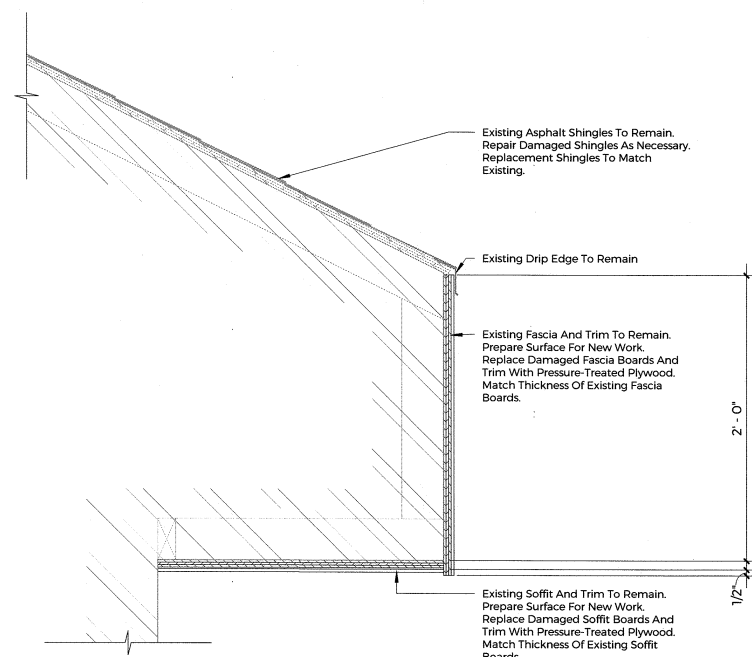 Existing Asphalt Shingles To Remain.
Repair Damaged Shingles As Necessary.
Replacement Shingles To Match
Existing.
Existing Drip Edge To Remain
Existing Fascia And Trim To Remain.
Prepare Surface For New Work.
Replace Damaged Fascia Boards And
Trim With Pressure-Treated Plywood.
Match Thickness Of Existing Fascia
Boards.
2' - 0"
1/2"
Existing Soffit And Trim To Remain.
Prepare Surface For New Work.
Replace Damaged Soffit Boards And
Trim With Pressure-Treated Plywood.
Match Thickness Of Existing Soffit
Boards.